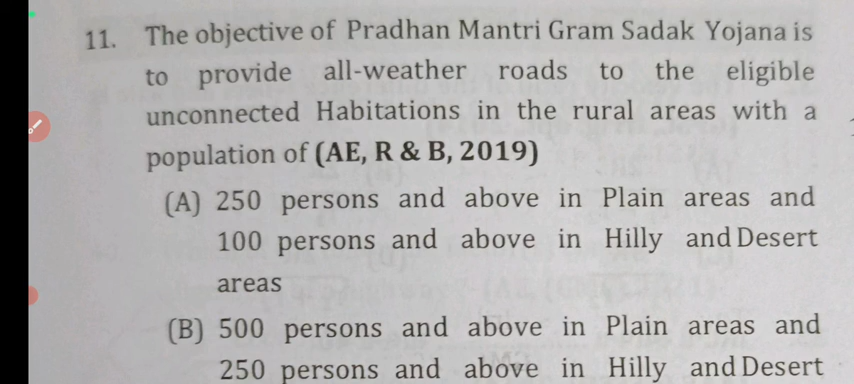 11. The objective of Pradhan Mantri Gram Sadak Yojana is
to provide all-weather roads to the eligible
unconnected Habitations in the rural areas with a
population of (AE, R & B, 2019)
(A) 250 persons and above in Plain areas and
100 persons and above in Hilly and Desert
areas
(B) 500 persons and above in Plain areas and
250 persons and above in Hilly and Desert